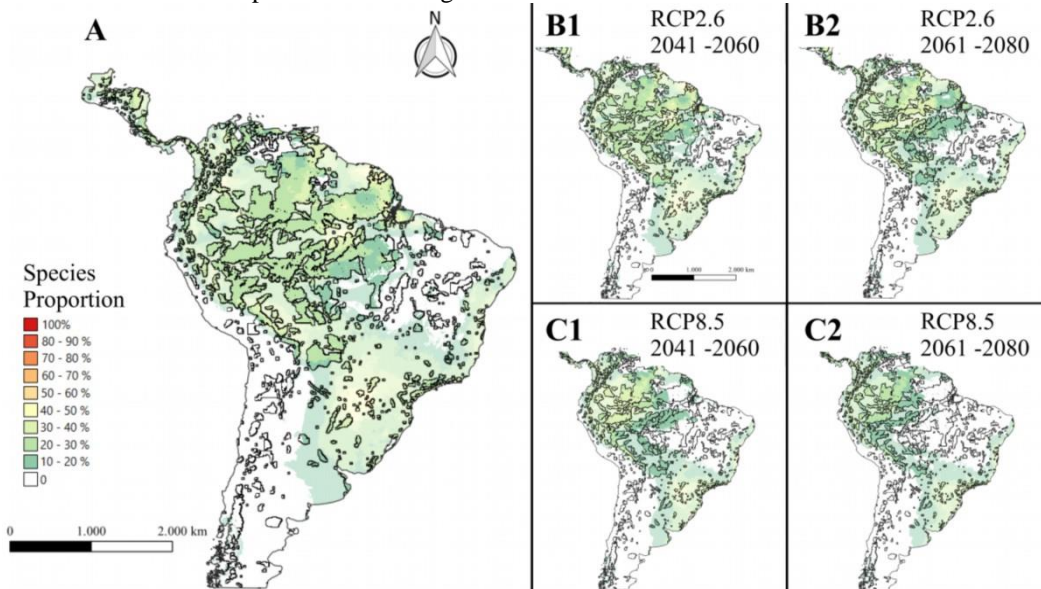 A
N
Species
Proportion
100%
80 - 90 %
70 - 80 %
60 - 70 %
50 - 60 %
40 - 50 %
30 - 40 %
20 - 30 %
10 - 20 %
0
0 1.000 2.000 km
B1 RCP2.6
2041 -2060
0 1.000 2.000 km
B2 RCP2.6
2061 -2080
C1 RCP8.5
2041 -2060
C2 RCP8.5
2061 -2080